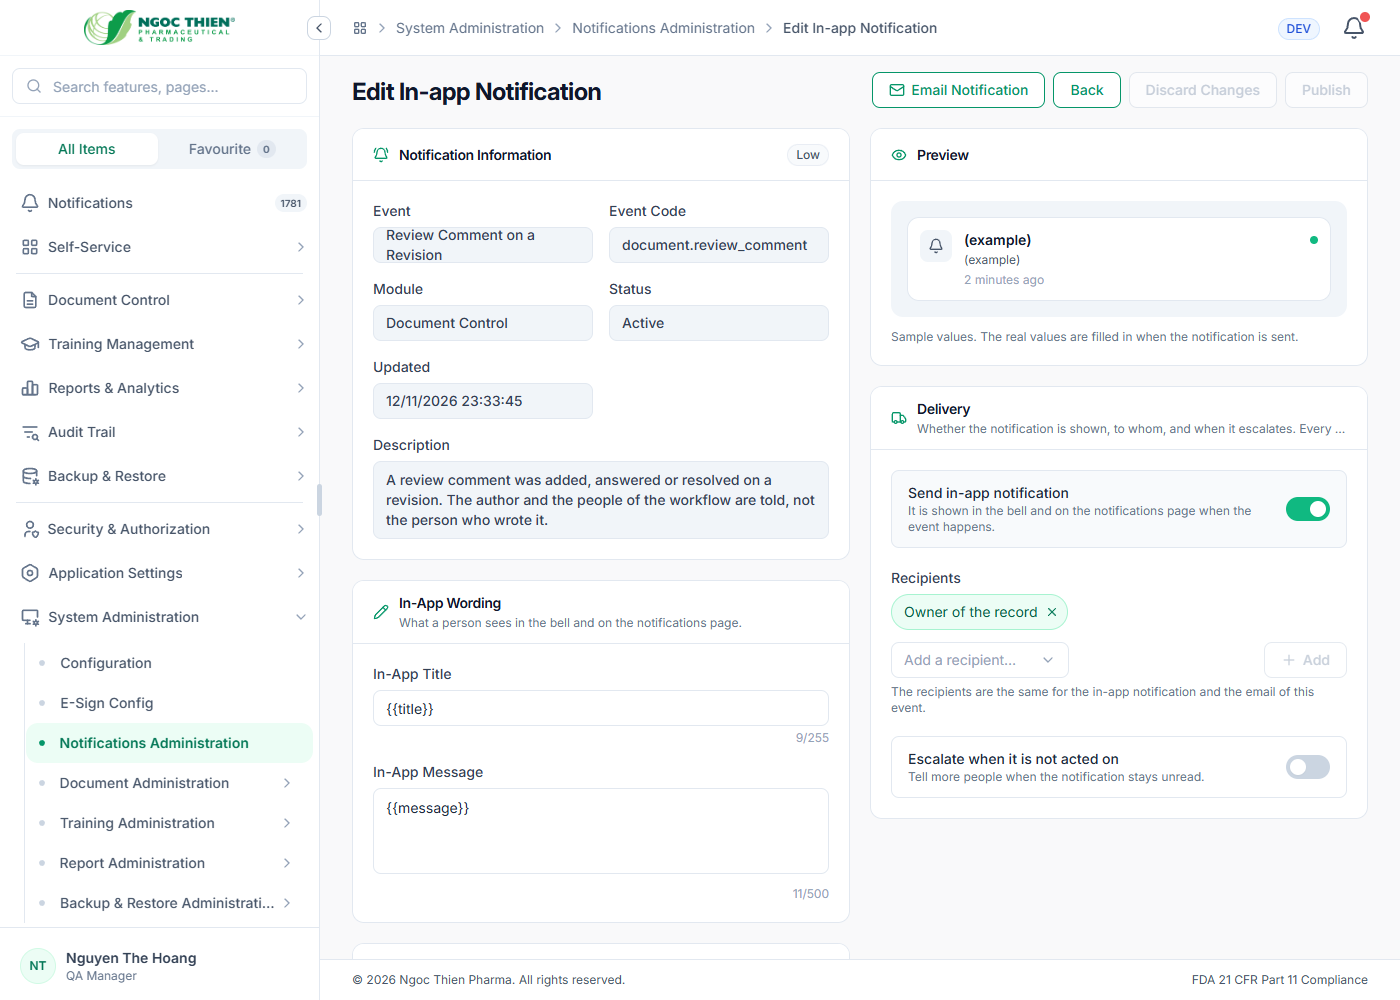 NGOC THIEN®
PHARMACEUTICAL
& TRADING
Search features, pages...
All Items
Favourite 0
Notifications 1781
Self-Service
Document Control
Training Management
Reports & Analytics
Audit Trail
Backup & Restore
Security & Authorization
Application Settings
System Administration
Configuration
E-Sign Config
Notifications Administration
Document Administration
Training Administration
Report Administration
Backup & Restore Administrati...
NT
Nguyen The Hoang
QA Manager
System Administration > Notifications Administration > Edit In-app Notification
DEV
Edit In-app Notification
Email Notification
Back
Discard Changes
Publish
Notification Information
Low
Event
Review Comment on a
Revision
Event Code
document.review_comment
Module
Document Control
Status
Active
Updated
12/11/2026 23:33:45
Description
A review comment was added, answered or resolved on a
revision. The author and the people of the workflow are told, not
the person who wrote it.
In-App Wording
What a person sees in the bell and on the notifications page.
In-App Title
{{title}}
9/255
In-App Message
{{message}}
11/500
Preview
(example)
(example)
2 minutes ago
Sample values. The real values are filled in when the notification is sent.
Delivery
Whether the notification is shown, to whom, and when it escalates. Every ...
Send in-app notification
It is shown in the bell and on the notifications page when the
event happens.
Recipients
Owner of the record ×
Add a recipient...
+ Add
The recipients are the same for the in-app notification and the email of this
event.
Escalate when it is not acted on
Tell more people when the notification stays unread.
© 2026 Ngoc Thien Pharma. All rights reserved.
FDA 21 CFR Part 11 Compliance